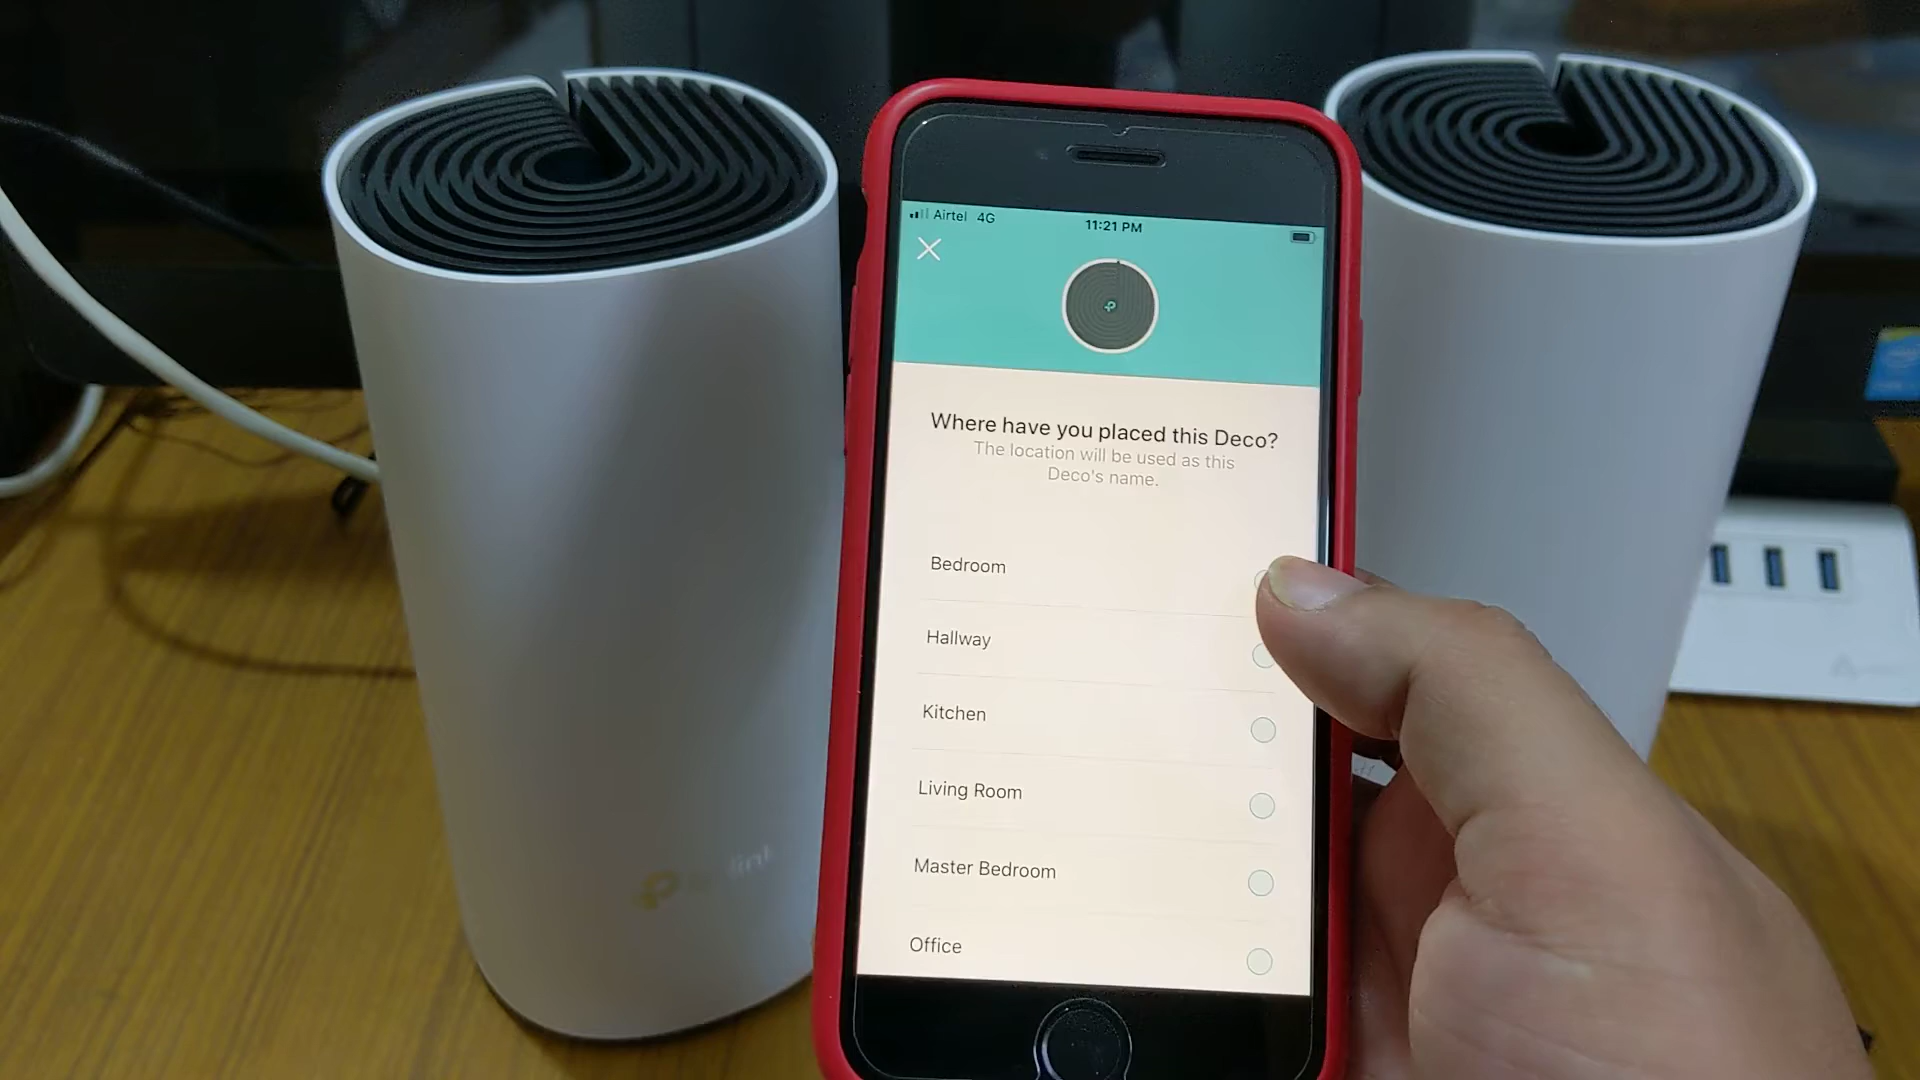 Airtel 4G
11:21 PM
Where have you placed this Deco?
The location will be used as this
Deco's name.
Bedroom
Hallway
Kitchen
Living Room
Master Bedroom
Office